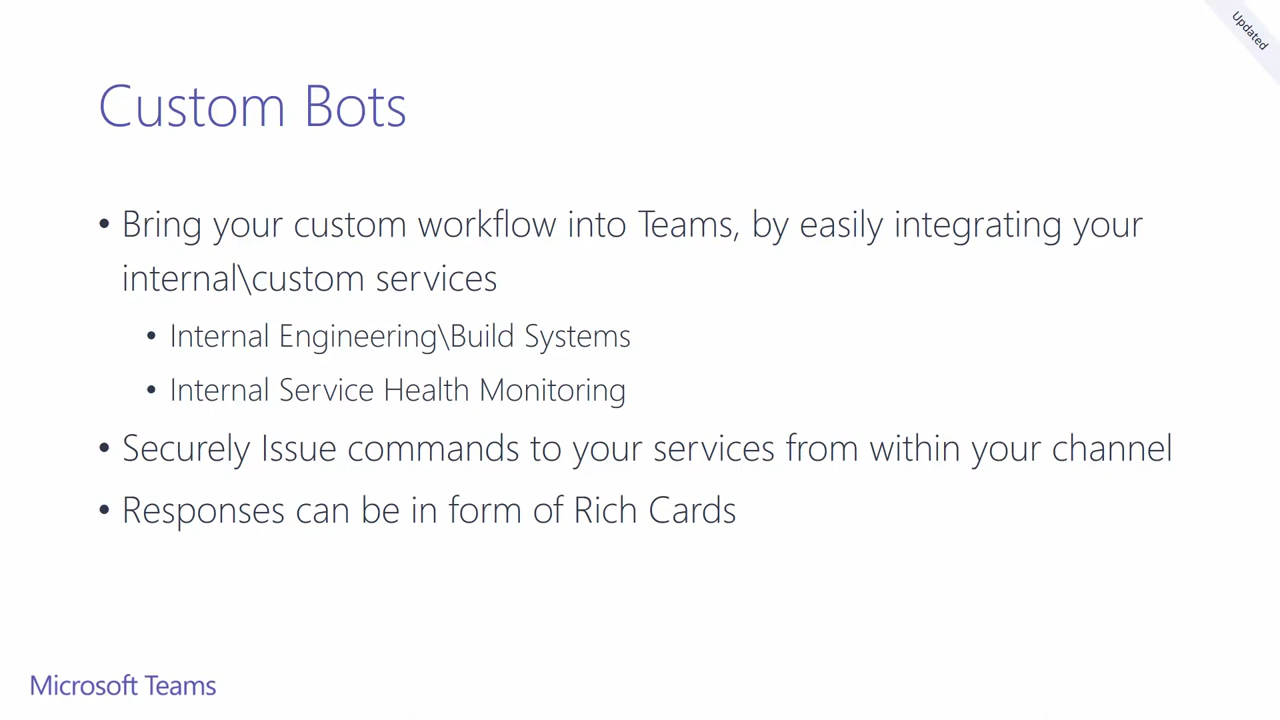 Updated
Custom Bots
• Bring your custom workflow into Teams, by easily integrating your
internal\custom services
• Internal Engineering\Build Systems
• Internal Service Health Monitoring
• Securely Issue commands to your services from within your channel
• Responses can be in form of Rich Cards
Microsoft Teams